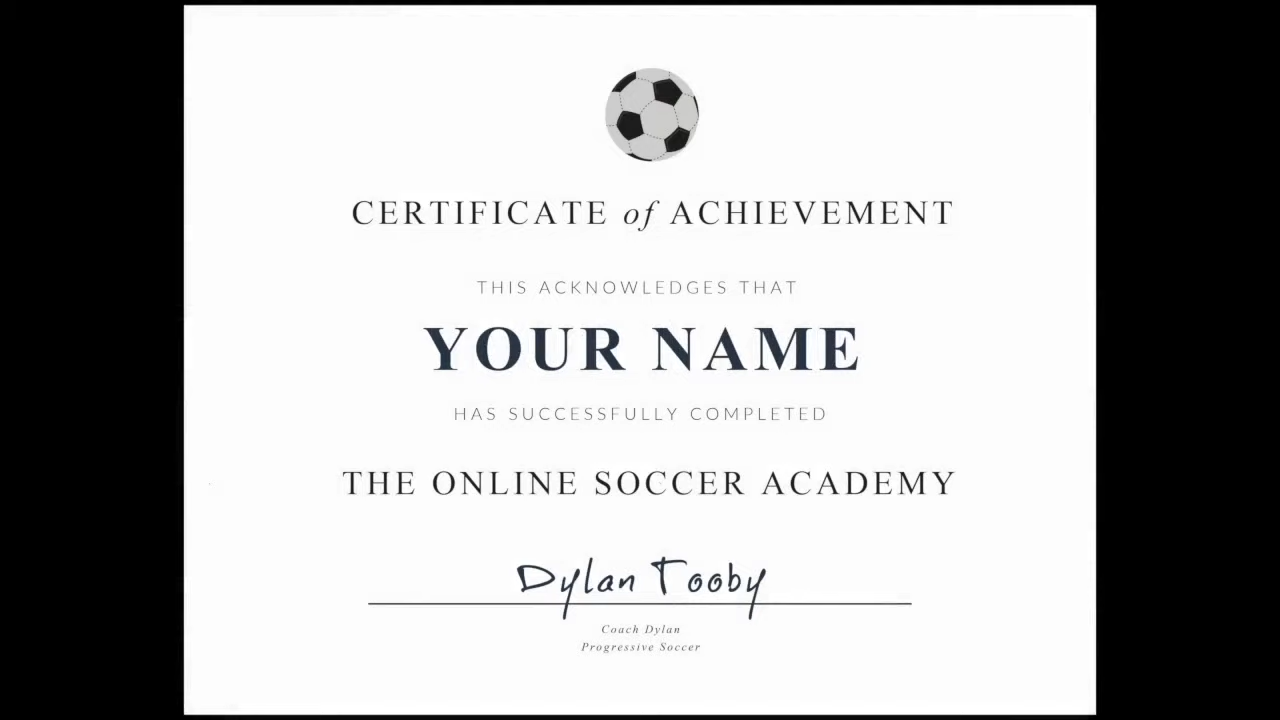 CERTIFICATE of ACHIEVEMENT
THIS ACKNOWLEDGES THAT
YOUR NAME
HAS SUCCESSFULLY COMPLETED
THE ONLINE SOCCER ACADEMY
Dylan Tooby
Coach Dylan
Progressive Soccer